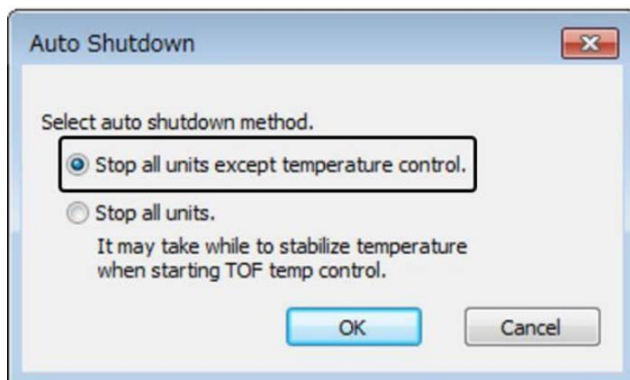 Auto Shutdown
Select auto shutdown method.
Stop all units except temperature control.
Stop all units.
It may take while to stabilize temperature
when starting TOF temp control.
OK
Cancel